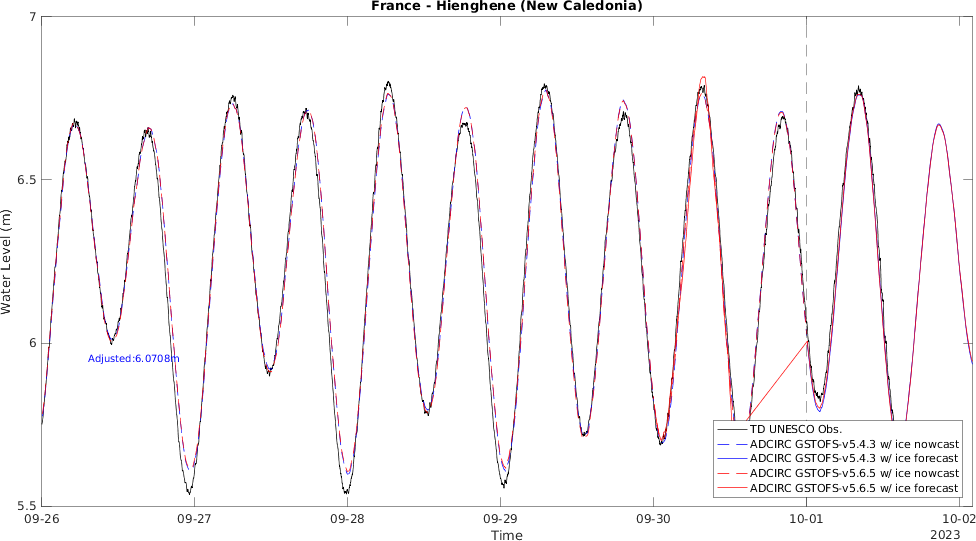 France - Hienghene (New Caledonia)
7
6.5
6
5.5
Water Level (m)
Adjusted:6.0708m
TD UNESCO Obs.
ADCIRC GSTOFS-v5.4.3 w/ ice nowcast
ADCIRC GSTOFS-v5.4.3 w/ ice forecast
ADCIRC GSTOFS-v5.6.5 w/ ice nowcast
ADCIRC GSTOFS-v5.6.5 w/ ice forecast
09-26 09-27 09-28 09-29 09-30 10-01 10-02
Time
2023